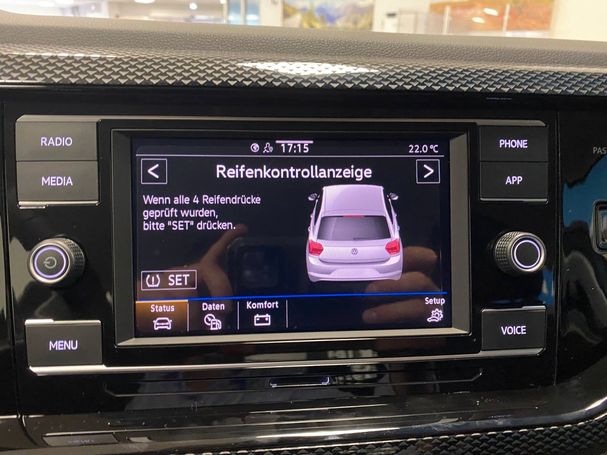 RADIO
MEDIA
MENU
PHONE
APP
VOICE
17:15
22.0 °C
<
Reifenkontrollanzeige
>
Wenn alle 4 Reifendrücke
geprüft wurden,
bitte "SET" drücken.
SET
Status
Daten
Komfort
Setup
PAS